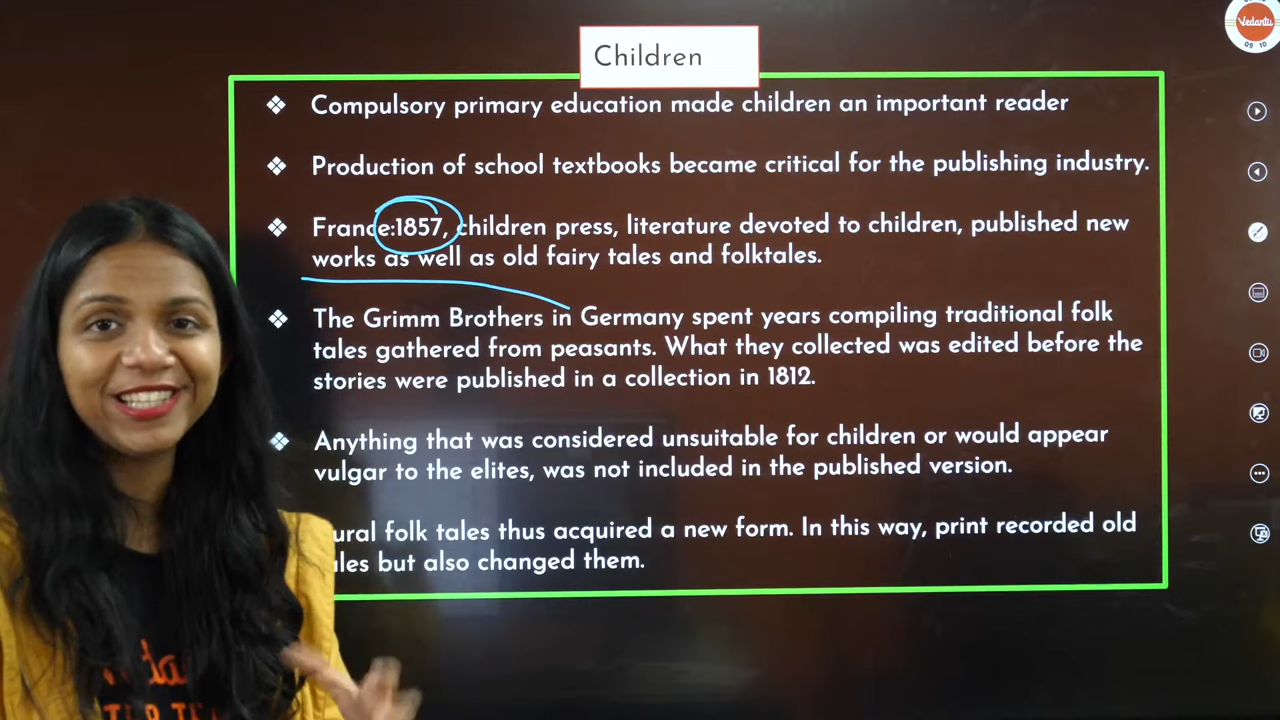 Children
Vedantu
09 10
❖ Compulsory primary education made children an important reader
❖ Production of school textbooks became critical for the publishing industry.
❖ France:1857, children press, literature devoted to children, published new
works as well as old fairy tales and folktales.
❖ The Grimm Brothers in Germany spent years compiling traditional folk
tales gathered from peasants. What they collected was edited before the
stories were published in a collection in 1812.
❖ Anything that was considered unsuitable for children or would appear
vulgar to the elites, was not included in the published version.
ural folk tales thus acquired a new form. In this way, print recorded old
ales but also changed them.